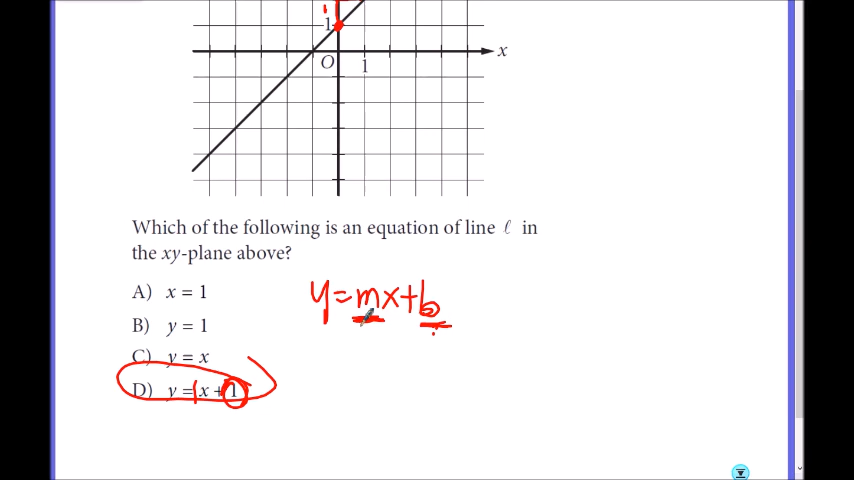 1
x
O
1
Which of the following is an equation of line ℓ in
the xy-plane above?
A) x = 1
y=mx+b
B) y = 1
C) y = x
D) y = 1x + 1